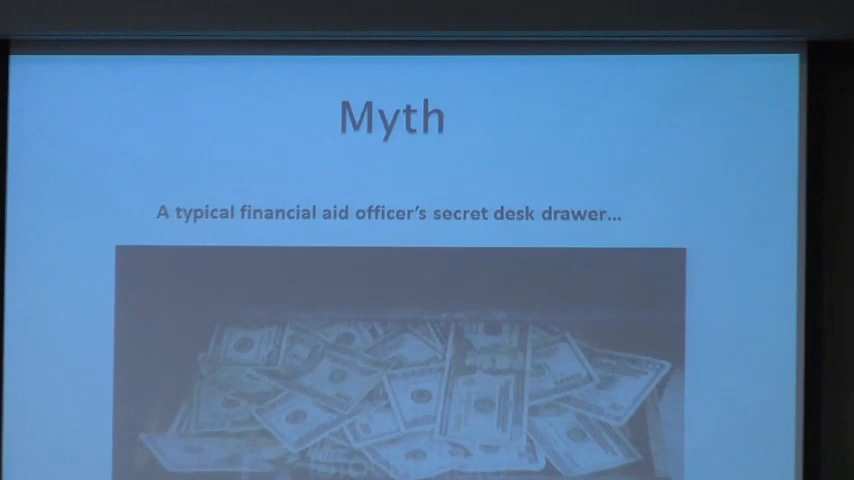 Myth
A typical financial aid officer's secret desk drawer...